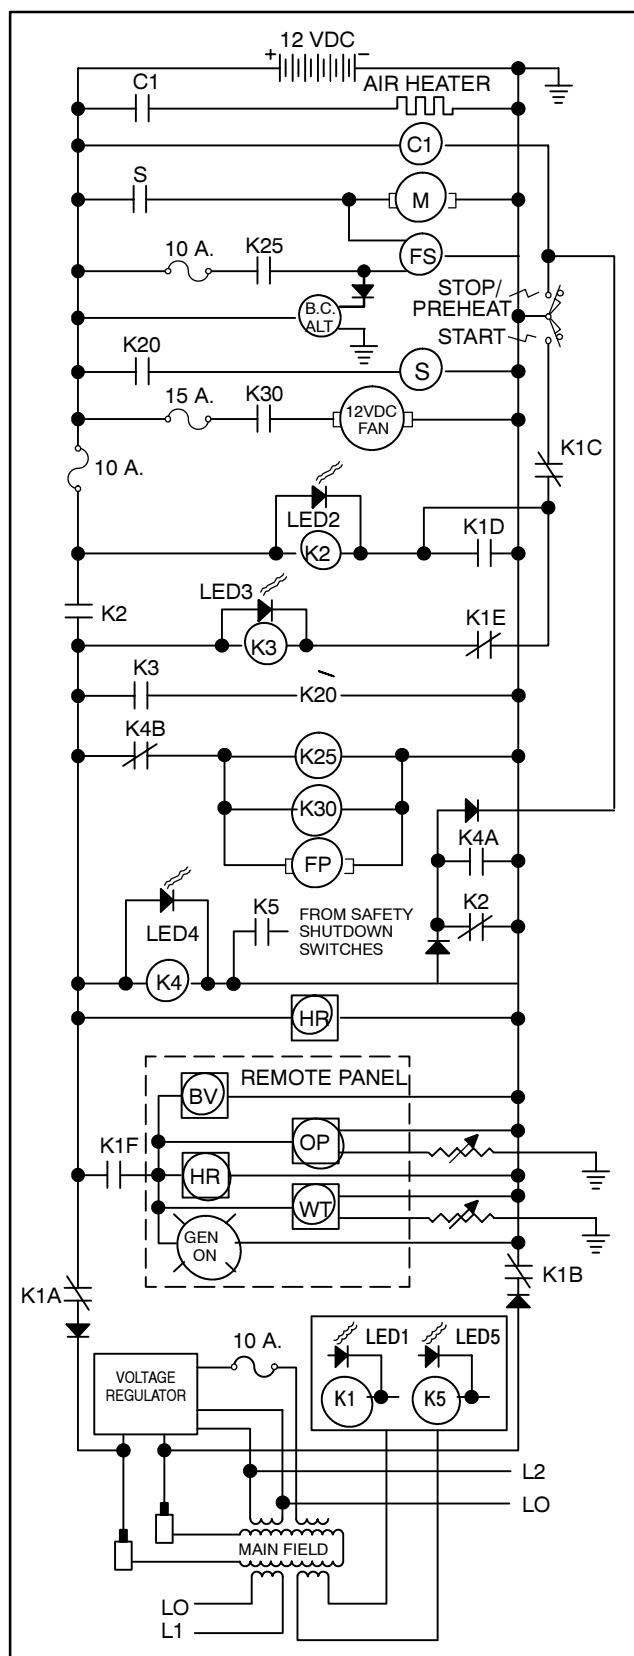 12 VDC
+ −
C1
AIR HEATER
C1
S
M
10 A.
K25
FS
STOP/
PREHEAT
B.C.
ALT
START
K20
S
15 A.
K30
12VDC
FAN
K1C
10 A.
LED2
K1D
K2
LED3
K2
K1E
K3
K3
K20
K4B
K25
K30
K4A
FP
K5
FROM SAFETY
SHUTDOWN
SWITCHES
K2
LED4
K4
HR
REMOTE PANEL
BV
K1F
OP
HR
WT
GEN
ON
K1A
K1B
10 A.
LED1
LED5
VOLTAGE
REGULATOR
K1
K5
L2
LO
MAIN FIELD
LO
L1